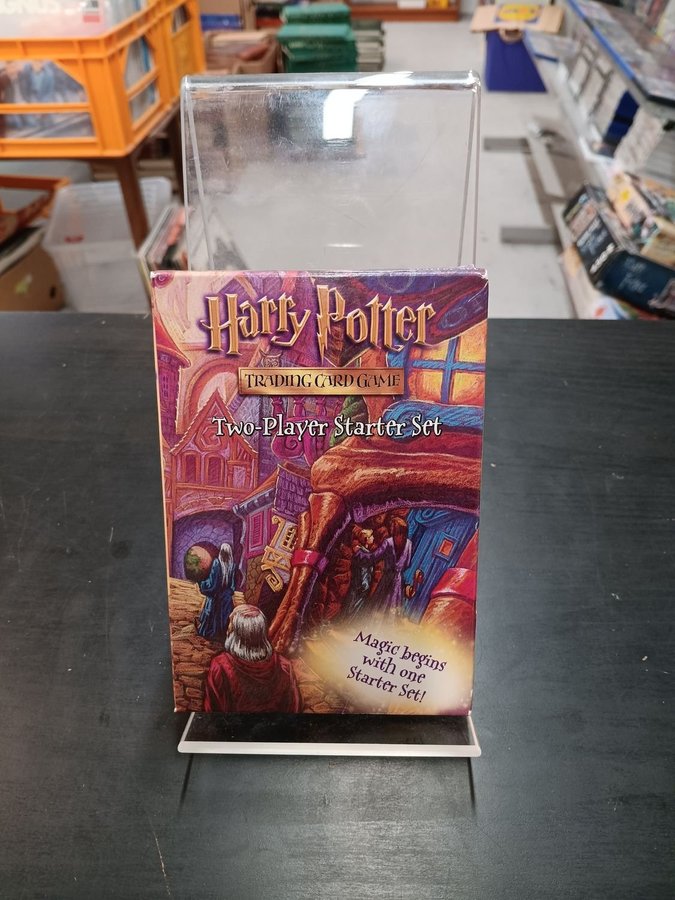 Harry Potter
Trading Card Game
Two-Player Starter Set
Magic begins
with one
Starter Set!